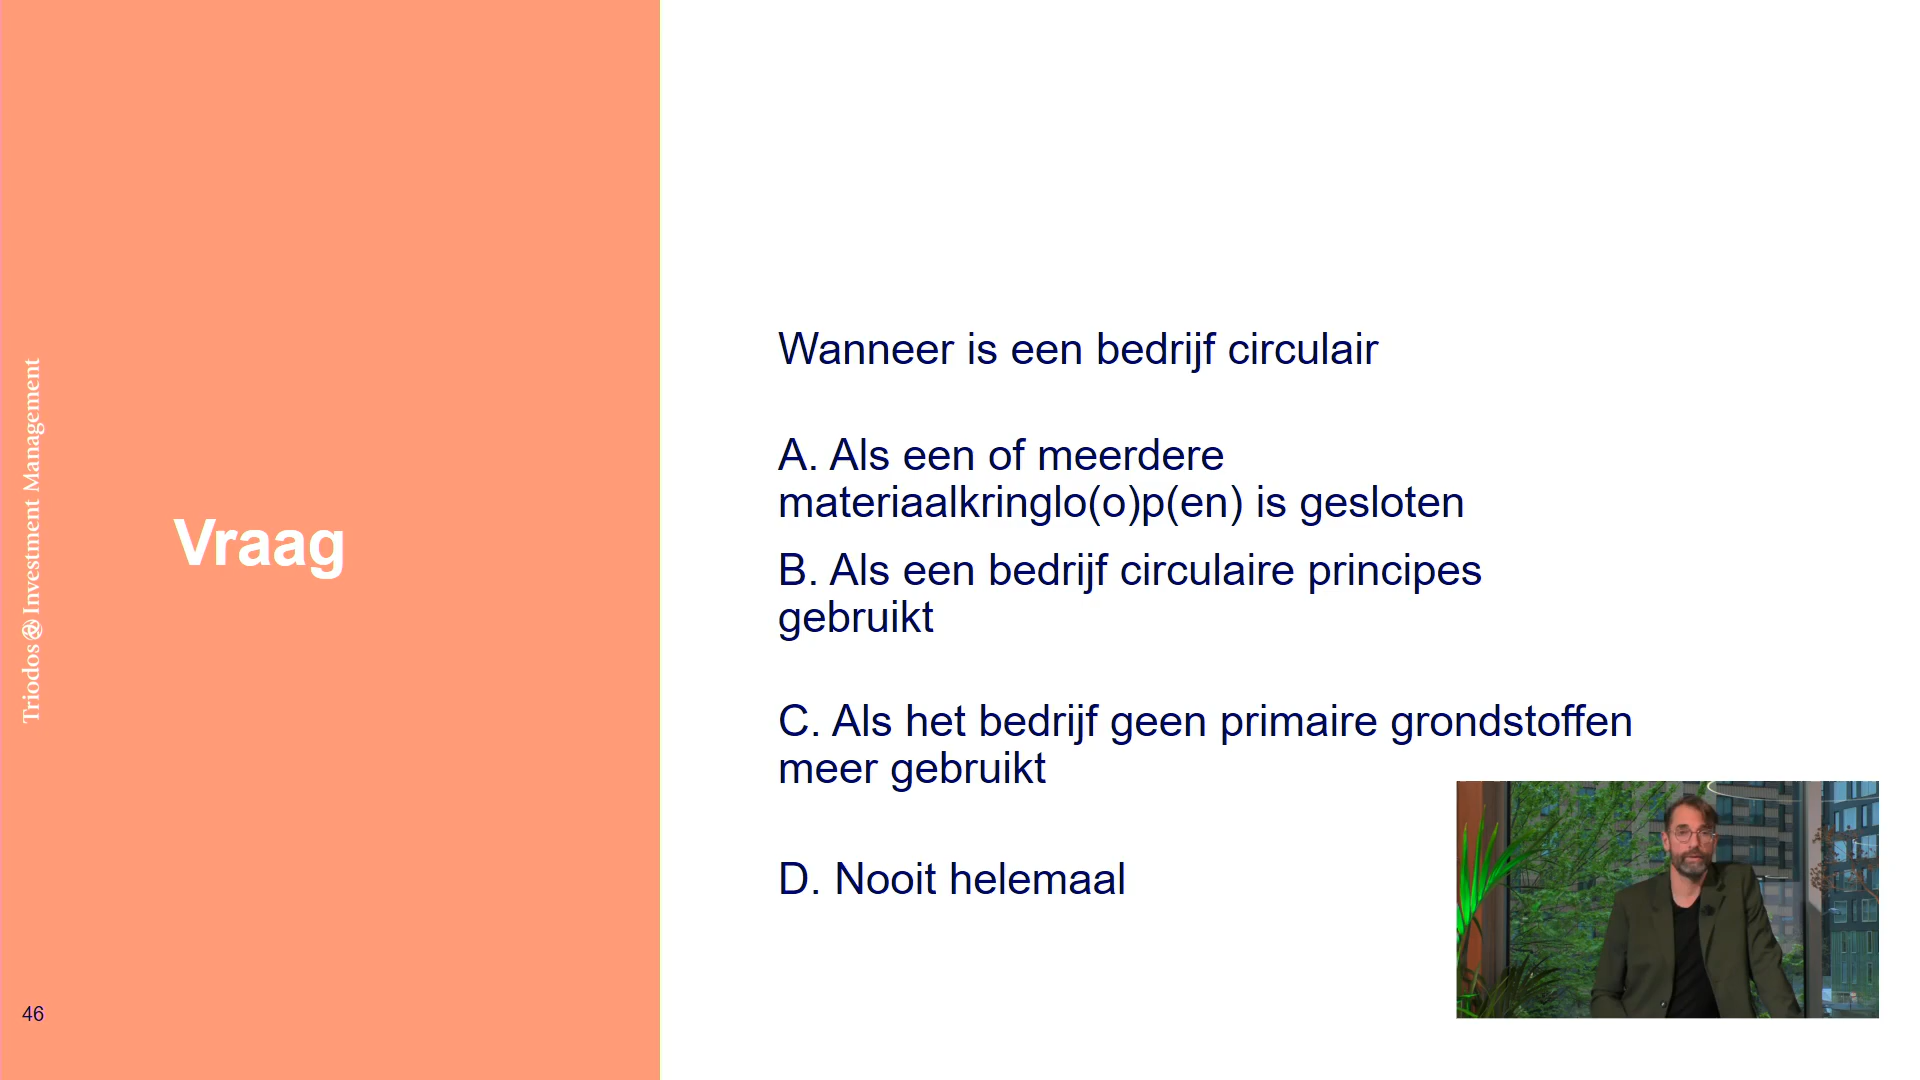 Triodos Investment Management
Vraag
46
Wanneer is een bedrijf circulair
A. Als een of meerdere
materiaalkringlo(o)p(en) is gesloten
B. Als een bedrijf circulaire principes
gebruikt
C. Als het bedrijf geen primaire grondstoffen
meer gebruikt
D. Nooit helemaal